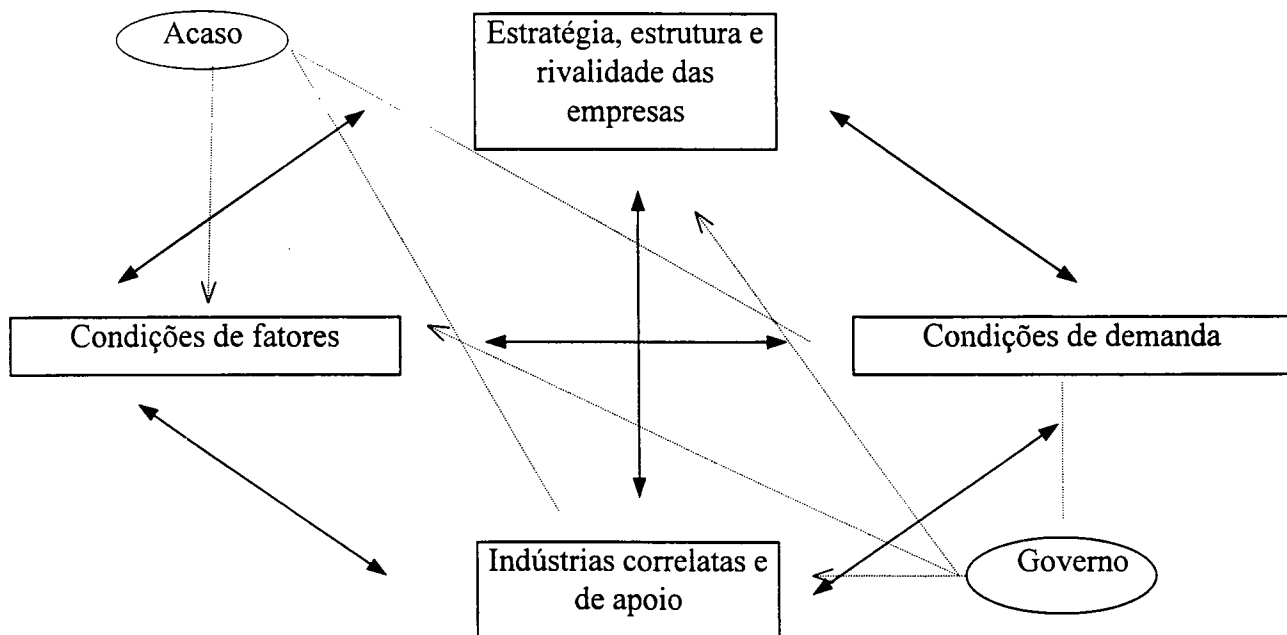 Acaso
Estratégia, estrutura e
rivalidade das
empresas
Condições de fatores
Condições de demanda
Indústrias correlatas e
de apoio
Governo